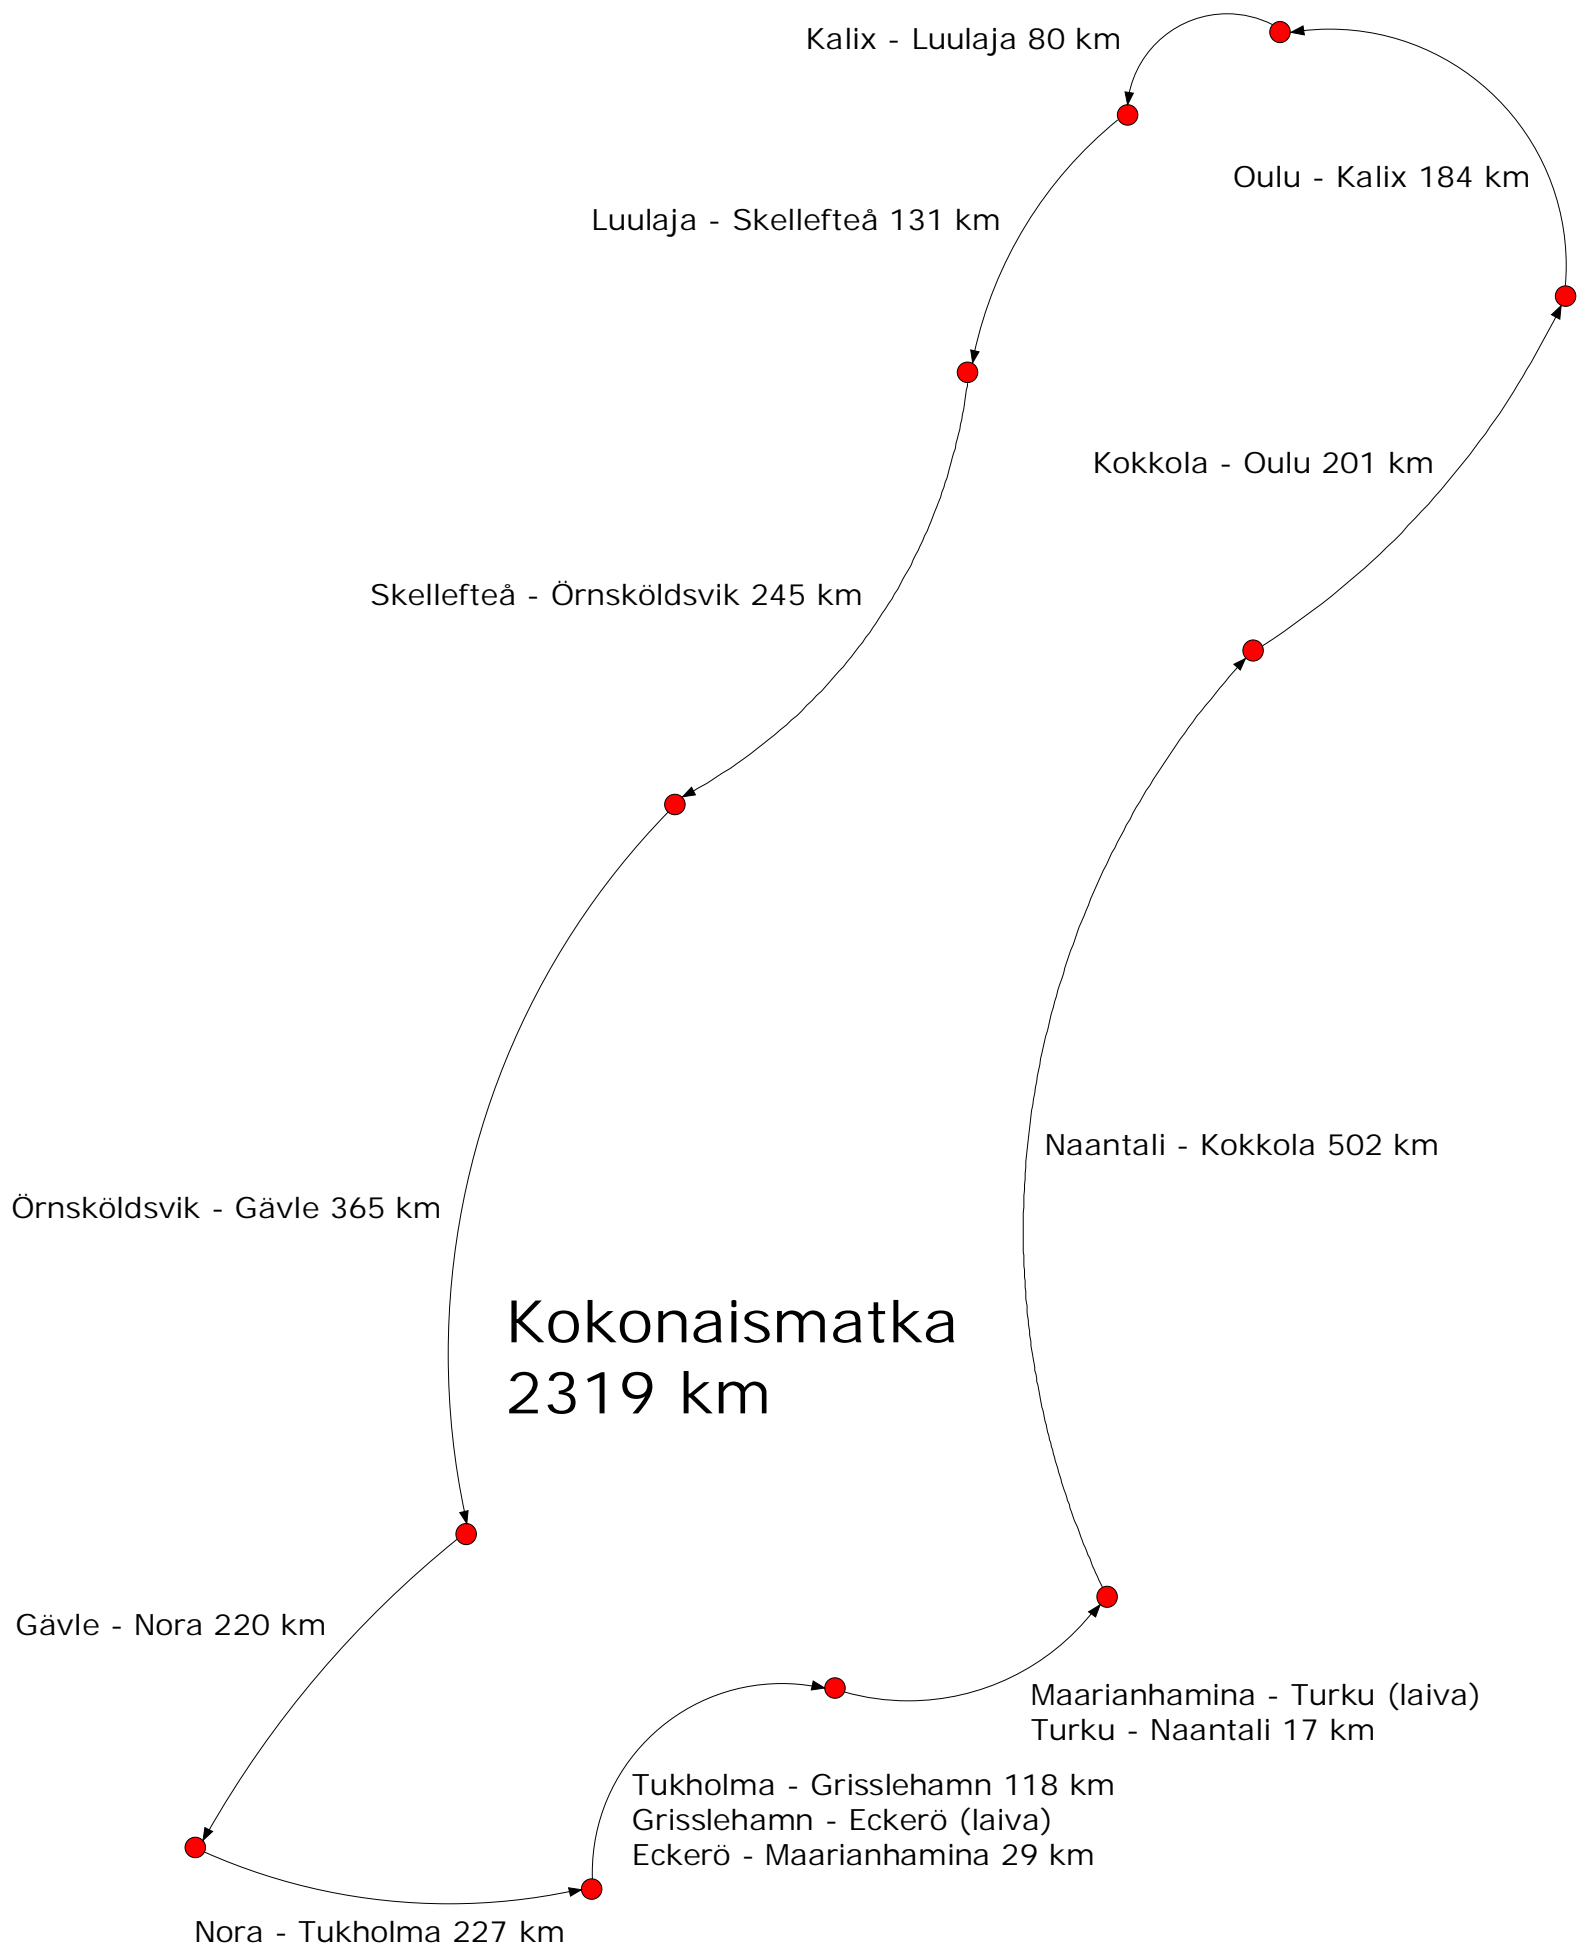 Kalix - Luulaja 80 km
Oulu - Kalix 184 km
Luulaja - Skellefteå 131 km
Kokkola - Oulu 201 km
Skellefteå - Örnsköldsvik 245 km
Naantali - Kokkola 502 km
Örnsköldsvik - Gävle 365 km
Kokonaismatka
2319 km
Gävle - Nora 220 km
Maarianhamina - Turku (laiva)
Turku - Naantali 17 km
Tukholma - Grisslehamn 118 km
Grisslehamn - Eckerö (laiva)
Eckerö - Maarianhamina 29 km
Nora - Tukholma 227 km